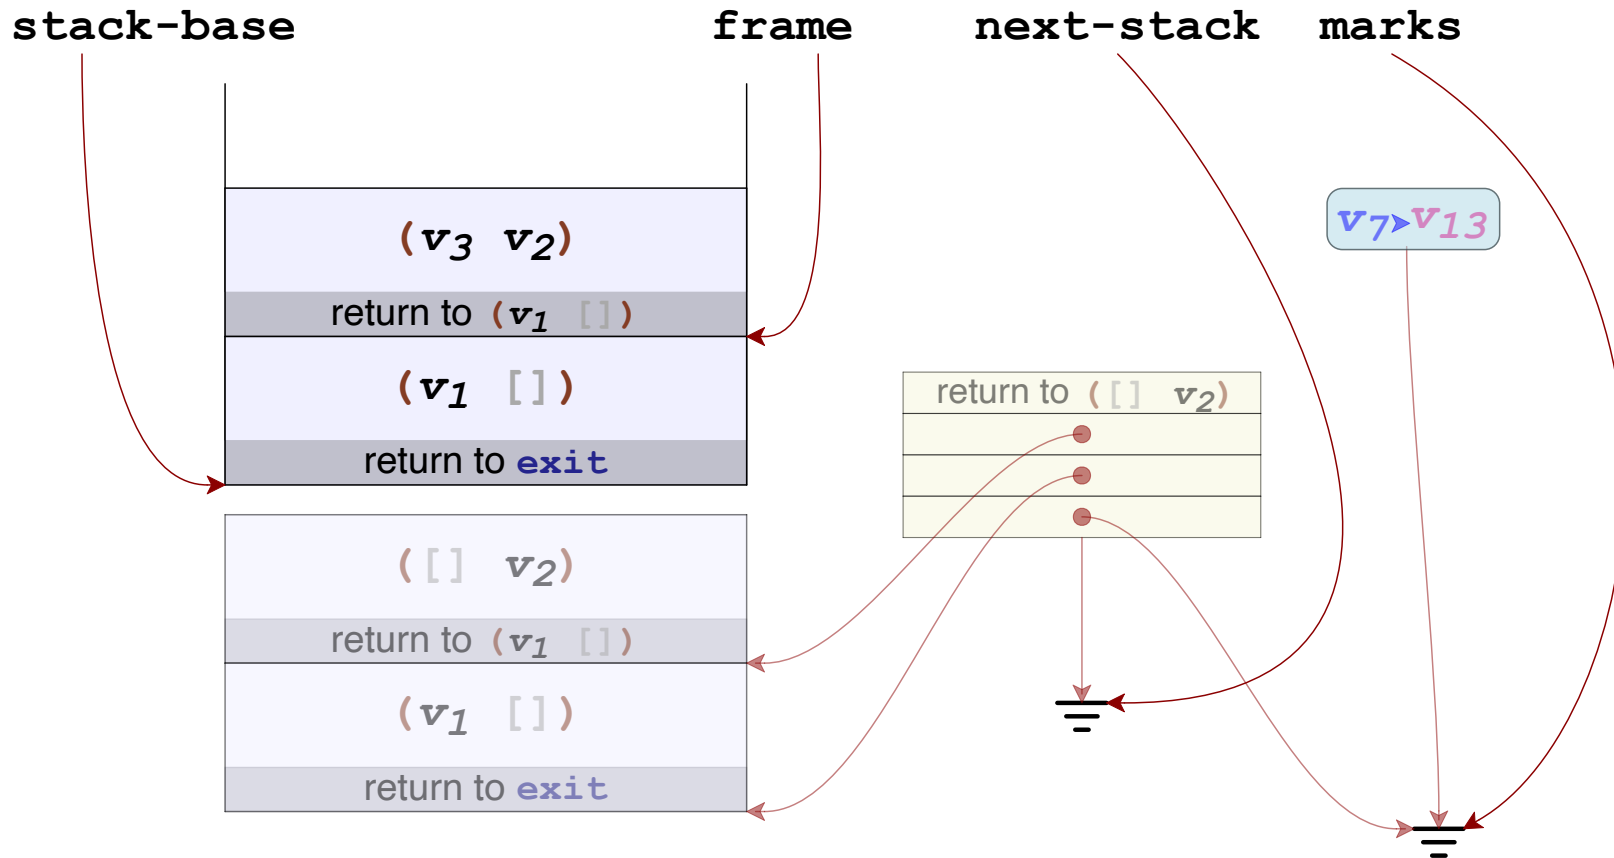 stack-base frame next-stack marks
(v3 v2)
return to (v1 [])
(v1 [])
return to exit
([] v2)
return to (v1 [])
(v1 [])
return to exit
return to ([] v2)
v7➤v13